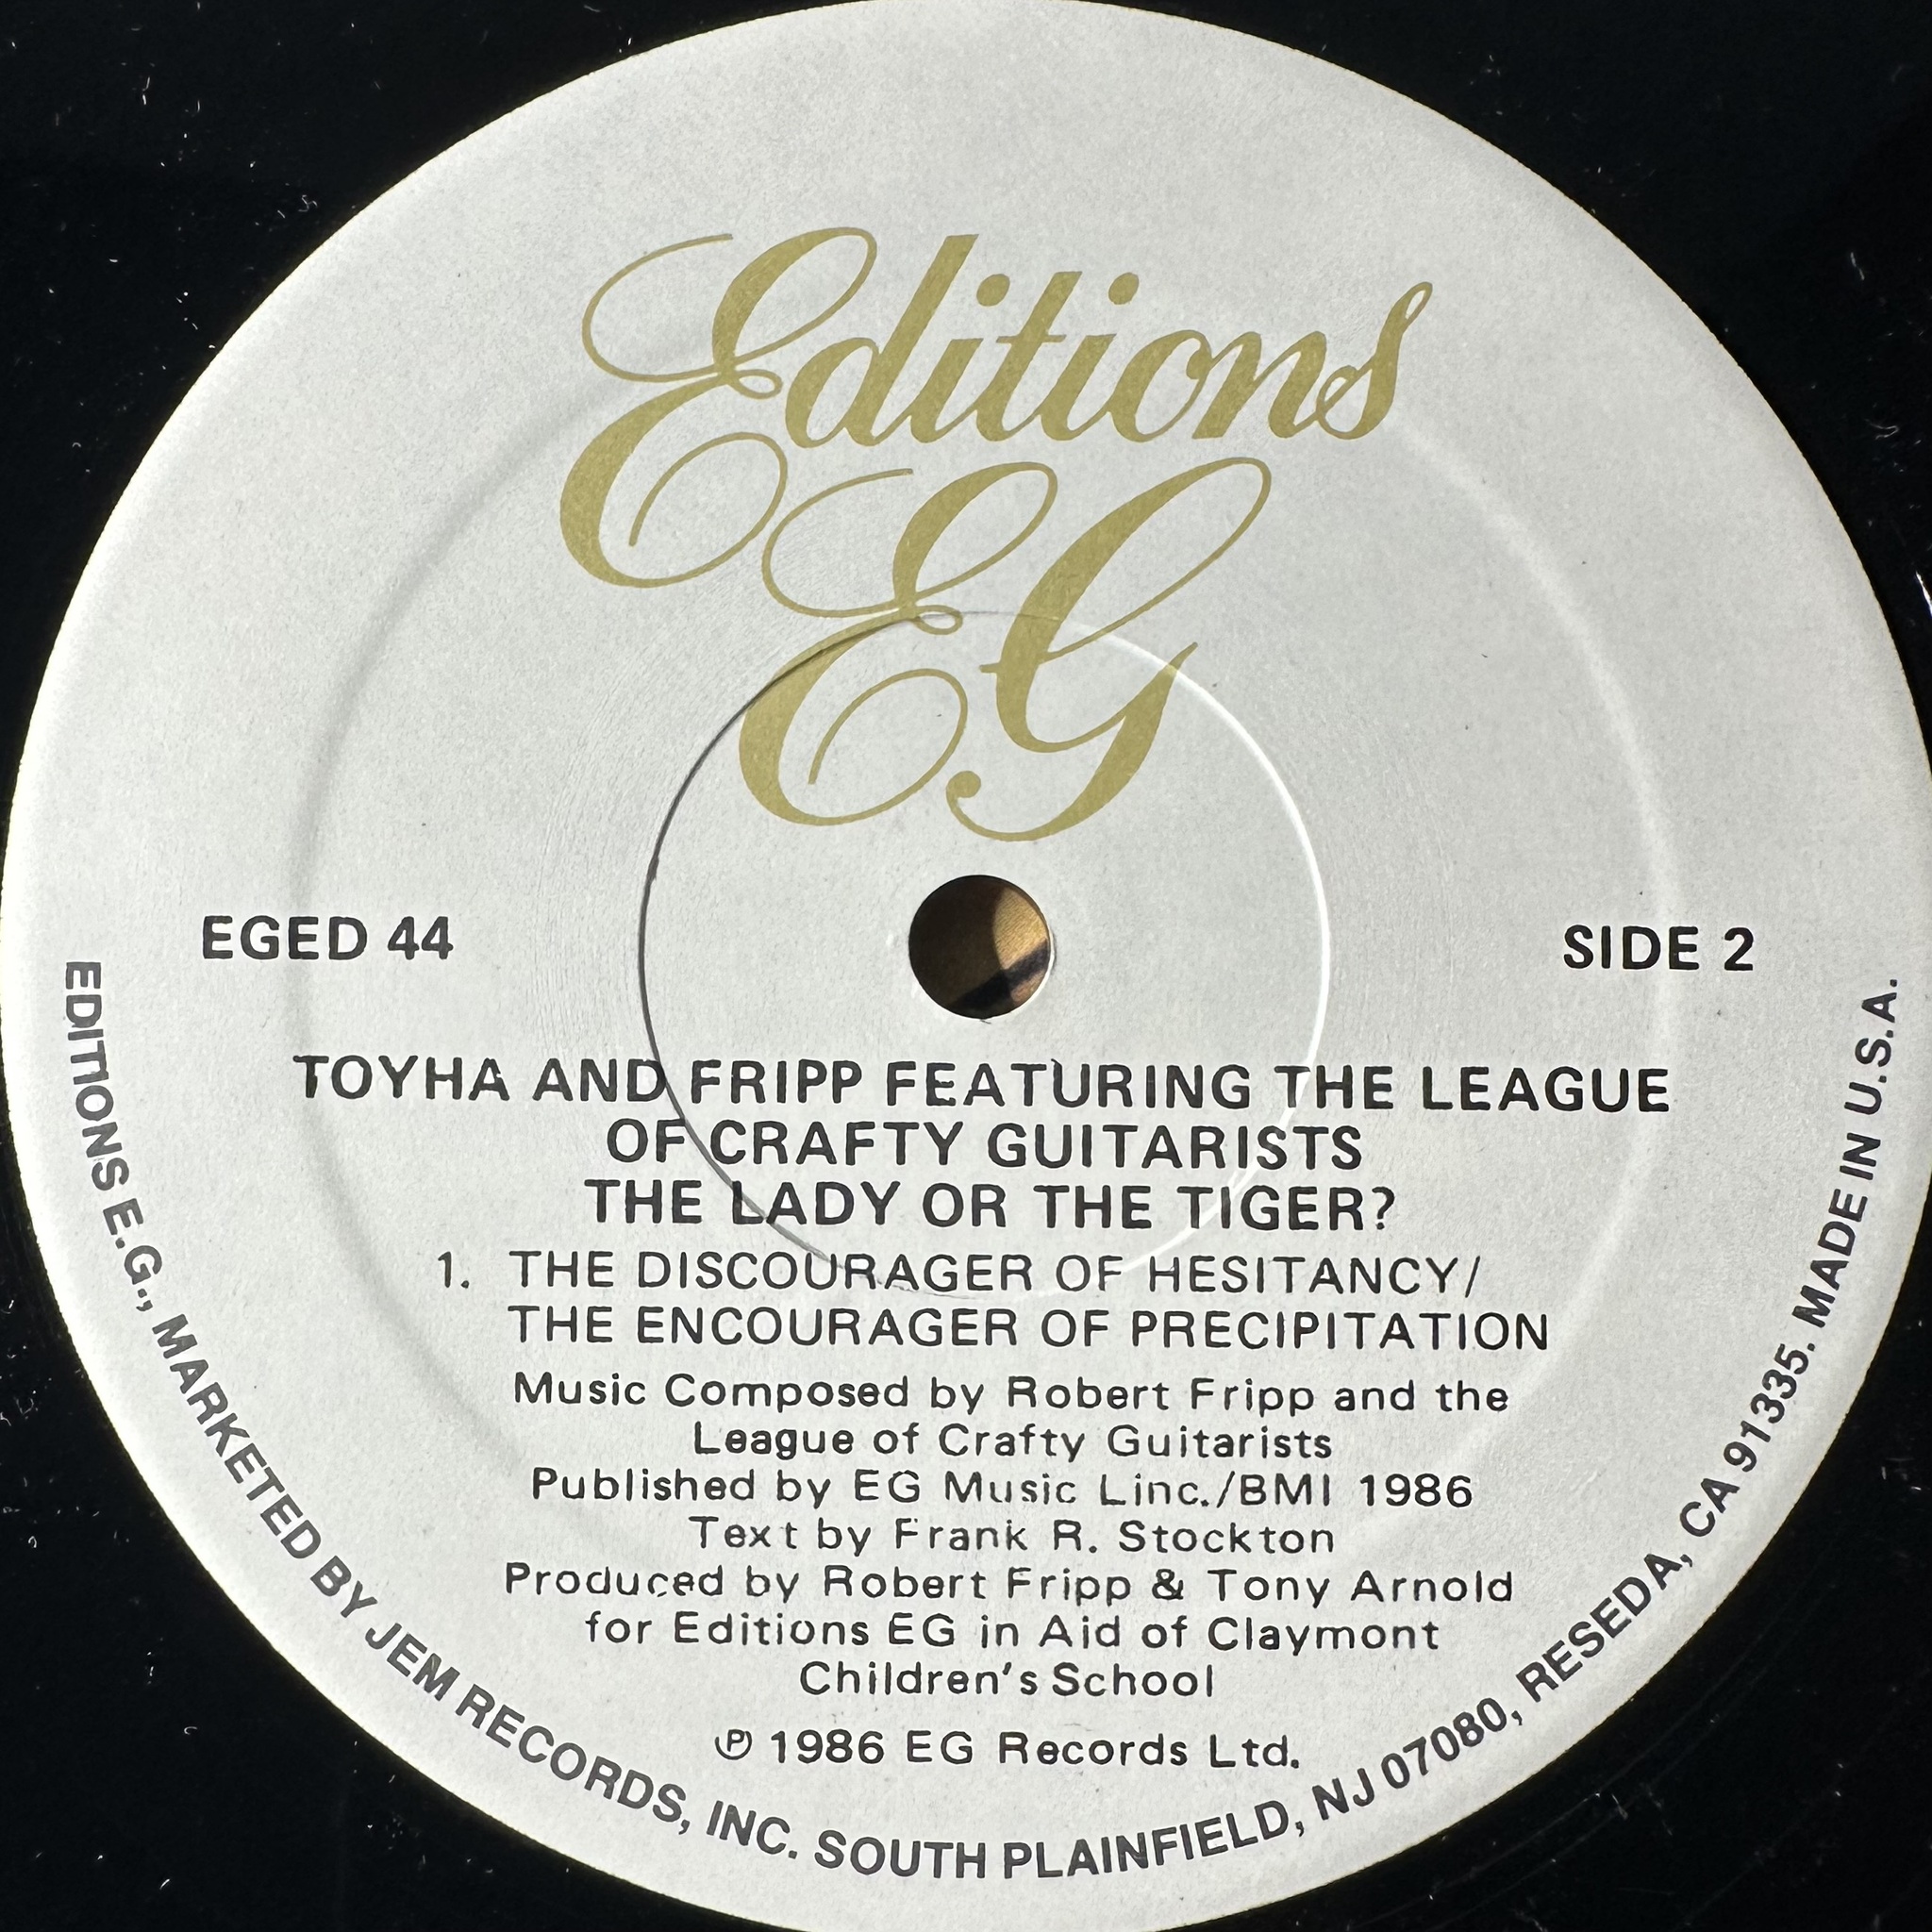 Editions
EG
EGED 44
SIDE 2
TOYHA AND FRIPP FEATURING THE LEAGUE
OF CRAFTY GUITARISTS
THE LADY OR THE TIGER?
1. THE DISCOURAGER OF HESITANCY/
THE ENCOURAGER OF PRECIPITATION
Music Composed by Robert Fripp and the
League of Crafty Guitarists
Published by EG Music Linc./BMI 1986
Text by Frank R. Stockton
Produced by Robert Fripp & Tony Arnold
for Editions EG in Aid of Claymont
Children's School
℗ 1986 EG Records Ltd.
EDITIONS E.G., MARKETED BY JEM RECORDS, INC. SOUTH PLAINFIELD, NJ 07080, RESEDA, CA 91335. MADE IN U.S.A.